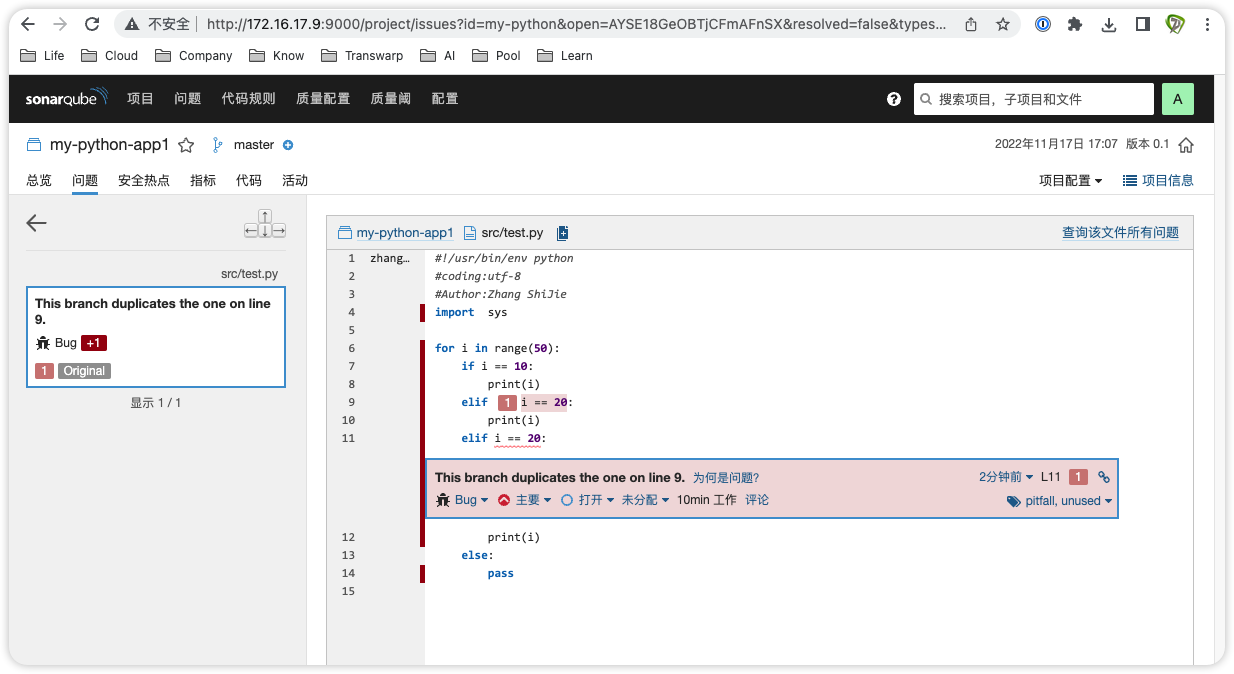 不安全 http://172.16.17.9:9000/project/issues?id=my-python&open=AYSE18GeOBTjCFmAFnSX&resolved=false&types...
Life Cloud Company Know Transwarp AI Pool Learn
sonarqube 项目 问题 代码规则 质量配置 质量阈 配置 ? 搜索项目，子项目和文件 A
my-python-app1 master 2022年11月17日 17:07 版本 0.1
总览 问题 安全热点 指标 代码 活动 项目配置 项目信息
src/test.py
This branch duplicates the one on line
9.
Bug +1
1 Original
显示 1 / 1
my-python-app1 src/test.py 查询该文件所有问题
1 zhang… #!/usr/bin/env python
2 #coding:utf-8
3 #Author:Zhang ShiJie
4 import  sys
5
6 for i in range(50):
7     if i == 10:
8         print(i)
9     elif 1 i == 20:
10         print(i)
11     elif i == 20:
This branch duplicates the one on line 9. 为何是问题? 2分钟前 L11 1
Bug 主要 打开 未分配 10min 工作 评论 pitfall, unused
12         print(i)
13     else:
14         pass
15